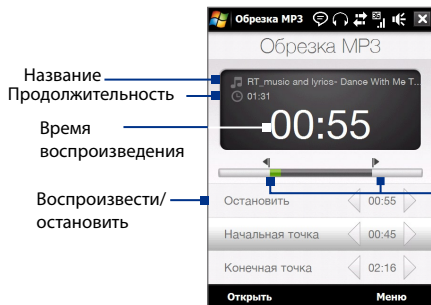 Обрезка MP3
Обрезка MP3
Название
RT_music and lyrics- Dance With Me T...
Продолжительность
01:31
Время
воспроизведения
00:55
Воспроизвести/
остановить
Остановить 00:55
Начальная точка 00:45
Конечная точка 02:16
Открыть Меню